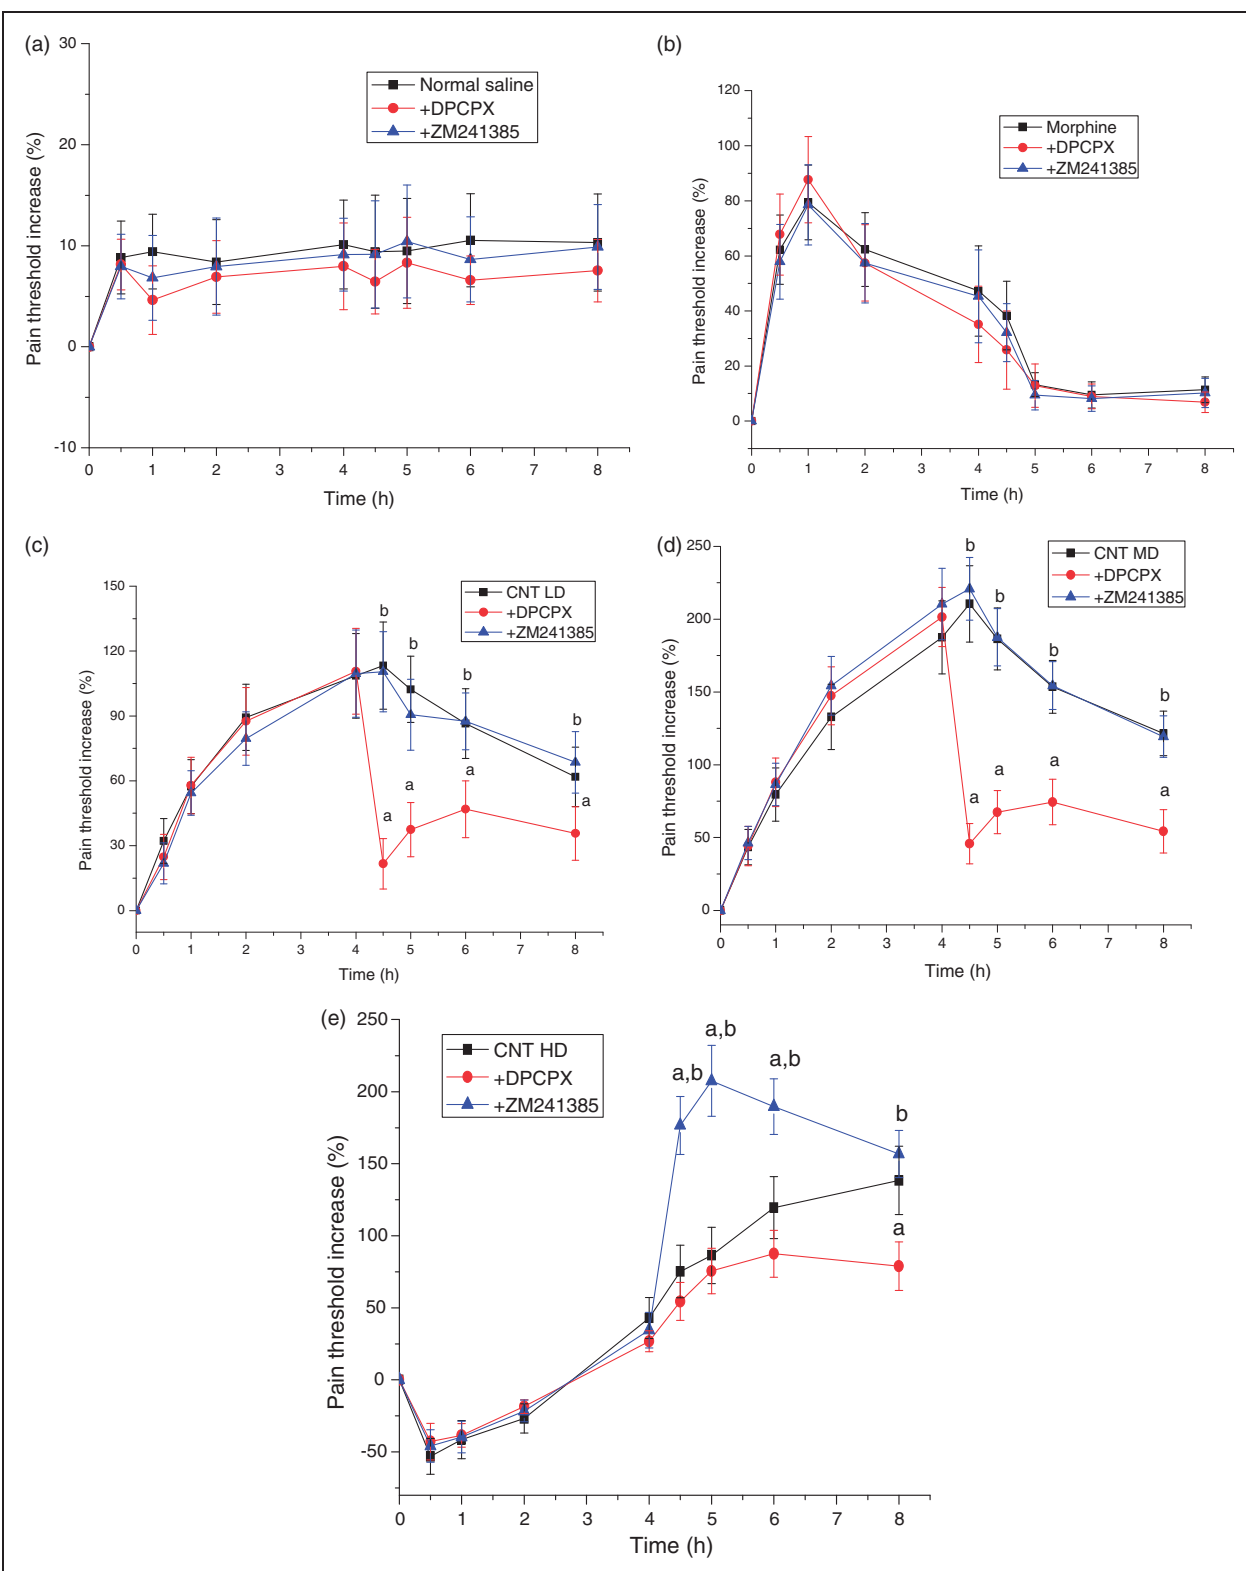 (a)
30
20
10
0
-10
Pain threshold increase (%)
Normal saline
+DPCPX
+ZM241385
0 1 2 3 4 5 6 7 8
Time (h)
(b)
120
100
80
60
40
20
0
Pain threshold increase (%)
Morphine
+DPCPX
+ZM241385
0 1 2 3 4 5 6 7 8
Time (h)
(c)
150
120
90
60
30
0
Pain threshold increase (%)
CNT LD
+DPCPX
+ZM241385
b
b
b
b
a
a
a
a
0 1 2 3 4 5 6 7 8
Time (h)
(d)
250
200
150
100
50
0
Pain threshold increase (%)
CNT MD
+DPCPX
+ZM241385
b
b
b
b
a
a
a
a
0 1 2 3 4 5 6 7 8
Time (h)
(e)
250
200
150
100
50
0
-50
Pain threshold increase (%)
CNT HD
+DPCPX
+ZM241385
a,b
a,b
a,b
b
a
0 1 2 3 4 5 6 7 8
Time (h)